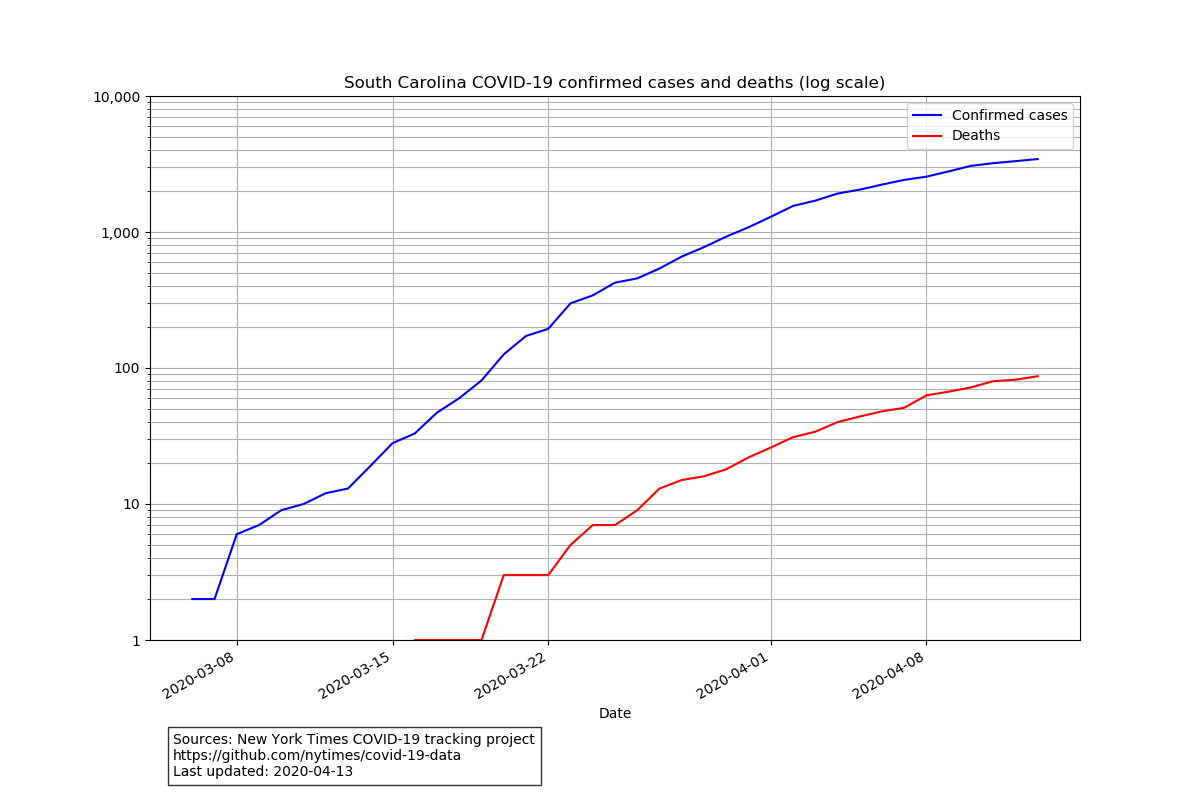 South Carolina COVID-19 confirmed cases and deaths (log scale)
10,000
1,000
100
10
1
Confirmed cases
Deaths
2020-03-08
2020-03-15
2020-03-22
2020-04-01
2020-04-08
Date
Sources: New York Times COVID-19 tracking project
https://github.com/nytimes/covid-19-data
Last updated: 2020-04-13